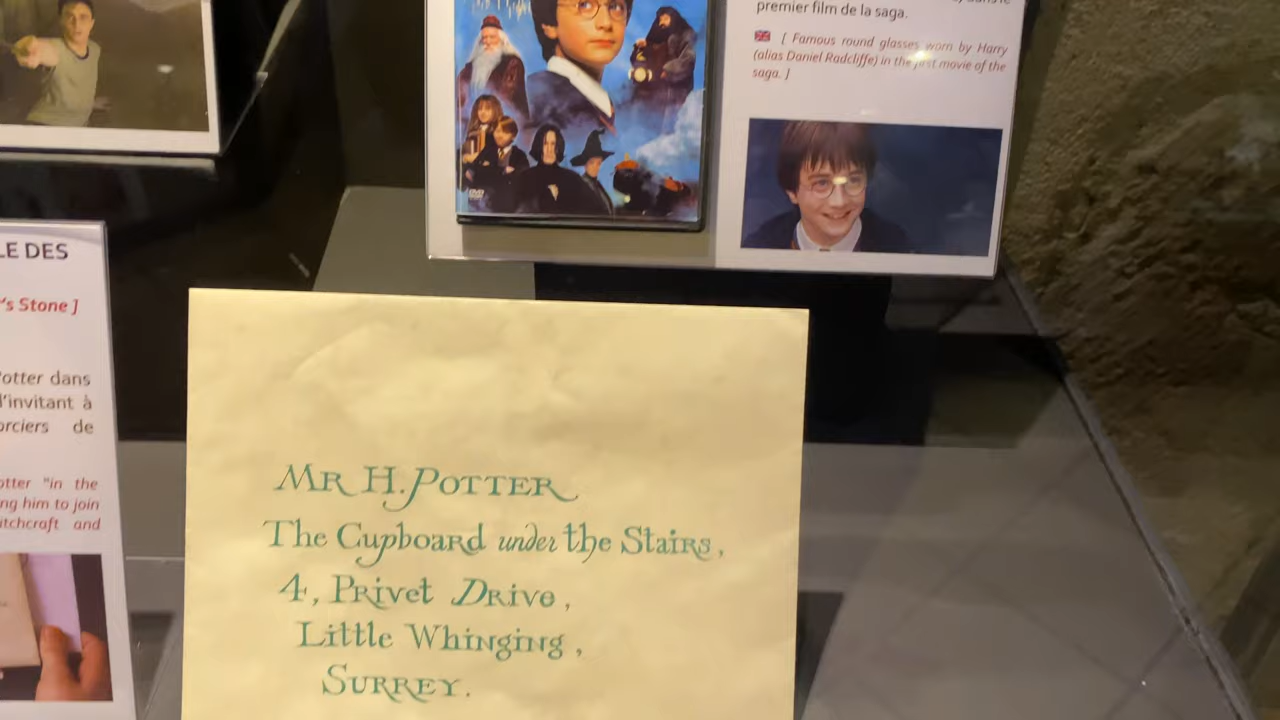 premier film de la saga.
[ Famous round glasses worn by Harry
(alias Daniel Radcliffe) in the first movie of the
saga. ]
DVD
LE DES
's Stone ]
otter dans
l'invitant à
orciers de
otter "in the
ng him to join
itchcraft and
MR H. POTTER
The Cupboard under the Stairs,
4, Privet Drive,
Little Whinging,
SURREY.